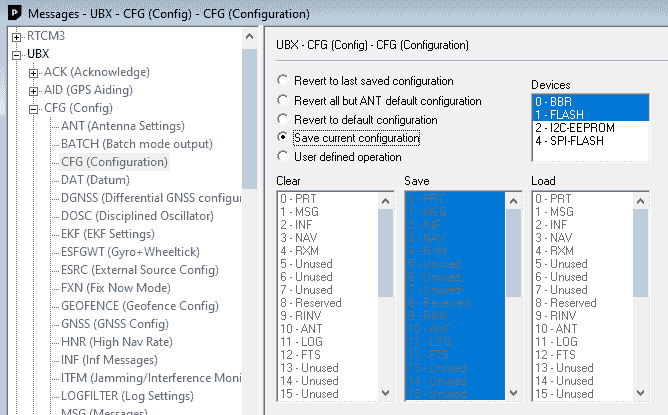 Messages - UBX - CFG (Config) - CFG (Configuration)
RTCM3
UBX
ACK (Acknowledge)
AID (GPS Aiding)
CFG (Config)
ANT (Antenna Settings)
BATCH (Batch mode output)
CFG (Configuration)
DAT (Datum)
DGNSS (Differential GNSS configur
DOSC (Disciplined Oscillator)
EKF (EKF Settings)
ESFGWT (Gyro+Wheeltick)
ESRC (External Source Config)
FXN (Fix Now Mode)
GEOFENCE (Geofence Config)
GNSS (GNSS Config)
HNR (High Nav Rate)
INF (Inf Messages)
ITFM (Jamming/Interference Moni
LOGFILTER (Log Settings)
MSG (Messages)
UBX - CFG (Config) - CFG (Configuration)
Revert to last saved configuration
Revert all but ANT default configuration
Revert to default configuration
Save current configuration
User defined operation
Devices
0 - BBR
1 - FLASH
2 - I2C-EEPROM
4 - SPI-FLASH
Clear
0 - PRT
1 - MSG
2 - INF
3 - NAV
4 - RXM
5 - Unused
6 - Unused
7 - Unused
8 - Reserved
9 - RINV
10 - ANT
11 - LOG
12 - FTS
13 - Unused
14 - Unused
15 - Unused
Save
0 - PRT
1 - MSG
2 - INF
3 - NAV
4 - RXM
5 - Unused
6 - Unused
7 - Unused
8 - Reserved
9 - RINV
10 - ANT
11 - LOG
12 - FTS
13 - Unused
14 - Unused
15 - Unused
Load
0 - PRT
1 - MSG
2 - INF
3 - NAV
4 - RXM
5 - Unused
6 - Unused
7 - Unused
8 - Reserved
9 - RINV
10 - ANT
11 - LOG
12 - FTS
13 - Unused
14 - Unused
15 - Unused